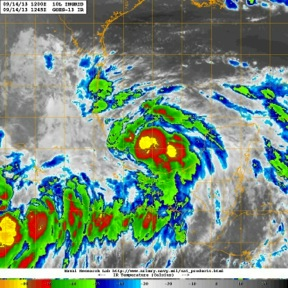 09/14/13 1200Z 10L INGRID
09/14/13 1245Z GOES-13 IR
Naval Research Lab http://www.nrlmry.navy.mil/sat_products.html
<-- IR Temperature (Celsius) -->